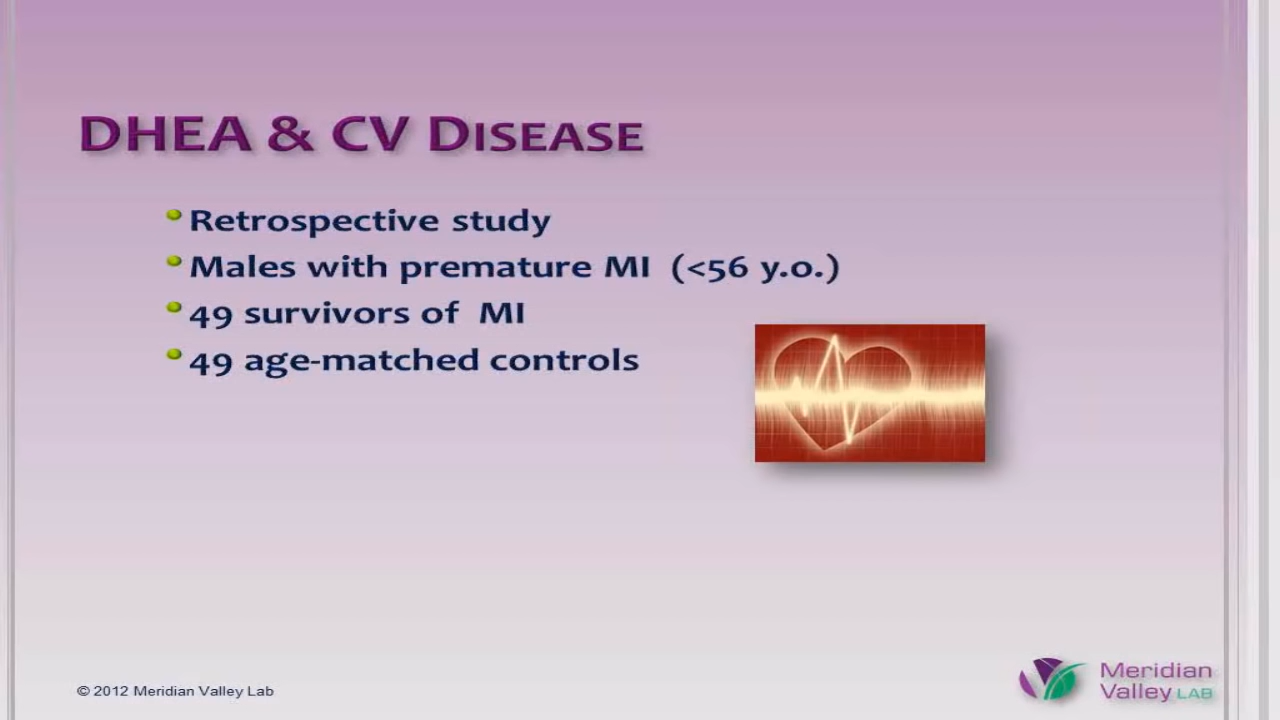 DHEA & CV DISEASE
Retrospective study
Males with premature MI (<56 y.o.)
49 survivors of MI
49 age-matched controls
© 2012 Meridian Valley Lab
Meridian
Valley LAB